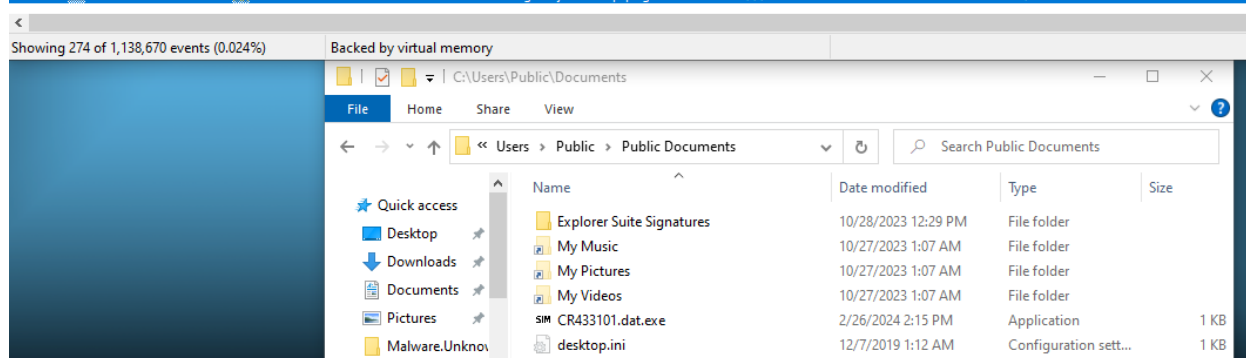 Showing 274 of 1,138,670 events (0.024%) Backed by virtual memory
C:\Users\Public\Documents
File Home Share View
« Users > Public > Public Documents Search Public Documents
Name Date modified Type Size
Quick access
Explorer Suite Signatures 10/28/2023 12:29 PM File folder
Desktop
My Music 10/27/2023 1:07 AM File folder
Downloads
My Pictures 10/27/2023 1:07 AM File folder
Documents
My Videos 10/27/2023 1:07 AM File folder
Pictures
SIM CR433101.dat.exe 2/26/2024 2:15 PM Application 1 KB
Malware.Unknov
desktop.ini 12/7/2019 1:12 AM Configuration sett... 1 KB